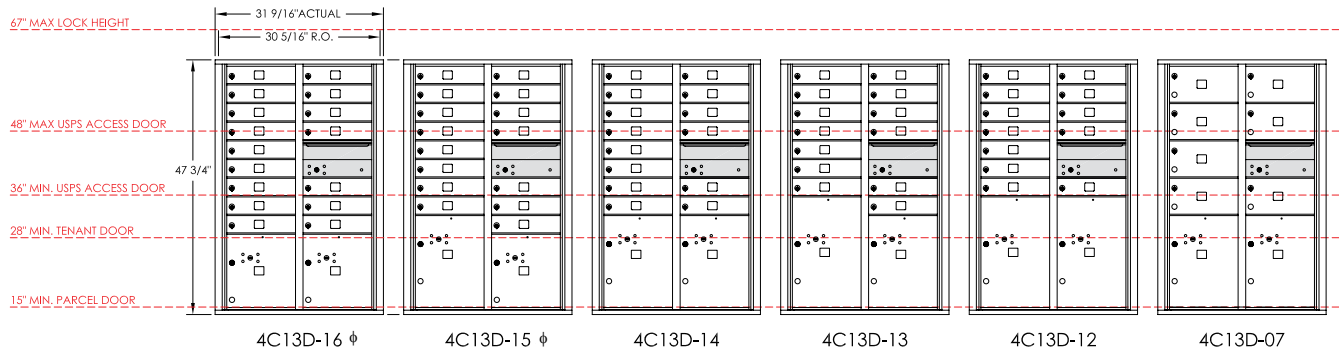 31 9/16"ACTUAL
67" MAX LOCK HEIGHT
30 5/16" R.O.
48" MAX USPS ACCESS DOOR
47 3/4"
36" MIN. USPS ACCESS DOOR
28" MIN. TENANT DOOR
15" MIN. PARCEL DOOR
4C13D-16 ϕ
4C13D-15 ϕ
4C13D-14
4C13D-13
4C13D-12
4C13D-07